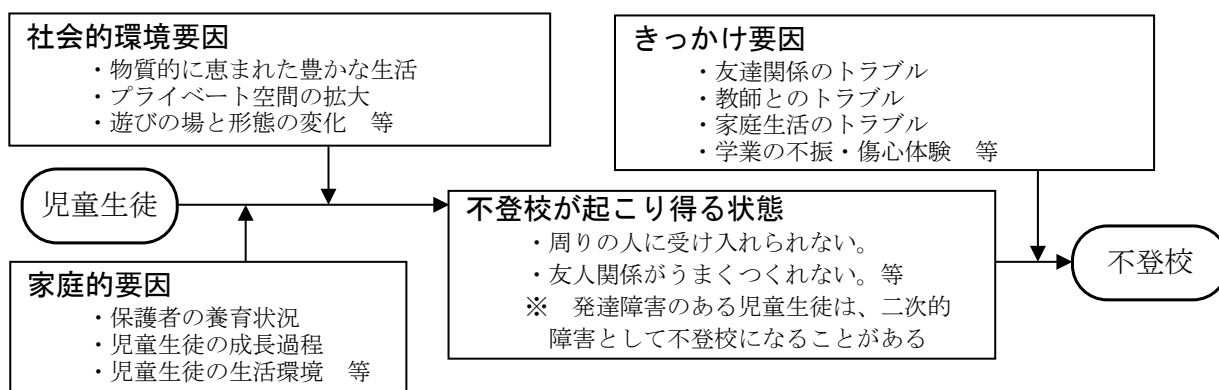 社会的環境要因
・物質的に恵まれた豊かな生活
・プライベート空間の拡大
・遊びの場と形態の変化　等
きっかけ要因
・友達関係のトラブル
・教師とのトラブル
・家庭生活のトラブル
・学業の不振・傷心体験　等
児童生徒
不登校が起こり得る状態
・周りの人に受け入れられない。
・友人関係がうまくつくれない。等
※　発達障害のある児童生徒は、二次的
障害として不登校になることがある
不登校
家庭的要因
・保護者の養育状況
・児童生徒の成長過程
・児童生徒の生活環境　等